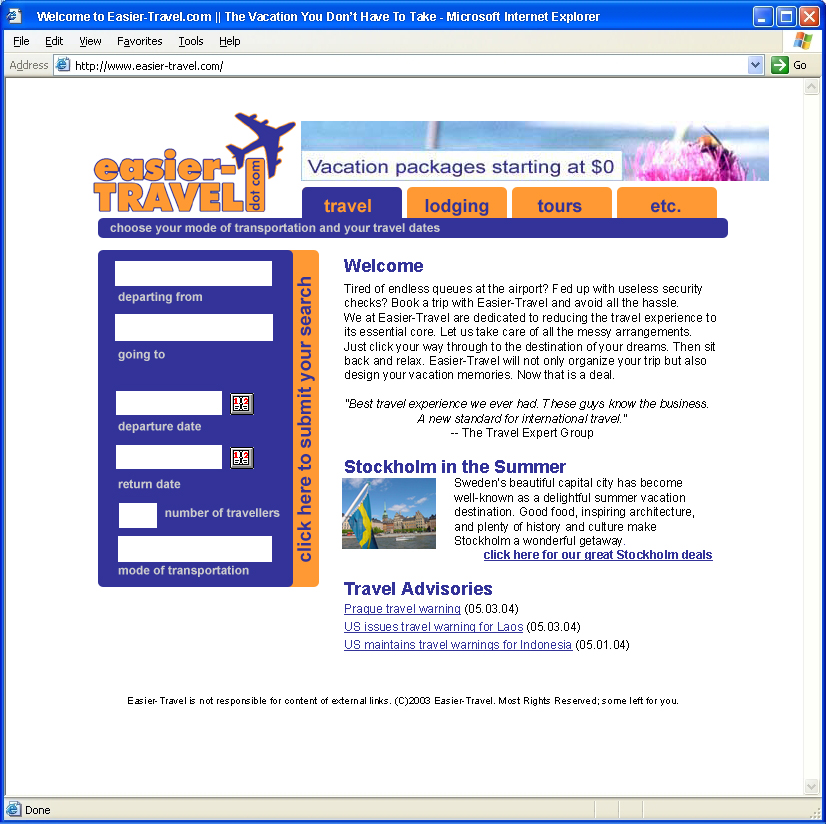 Welcome to Easier-Travel.com || The Vacation You Don't Have To Take - Microsoft Internet Explorer
File Edit View Favorites Tools Help
Address http://www.easier-travel.com/ Go
easier-
TRAVEL
dot com
Vacation packages starting at $0
travel lodging tours etc.
choose your mode of transportation and your travel dates
departing from
going to
departure date
return date
number of travellers
mode of transportation
click here to submit your search
Welcome
Tired of endless queues at the airport? Fed up with useless security
checks? Book a trip with Easier-Travel and avoid all the hassle.
We at Easier-Travel are dedicated to reducing the travel experience to
its essential core. Let us take care of all the messy arrangements.
Just click your way through to the destination of your dreams. Then sit
back and relax. Easier-Travel will not only organize your trip but also
design your vacation memories. Now that is a deal.
"Best travel experience we ever had. These guys know the business.
A new standard for international travel."
-- The Travel Expert Group
Stockholm in the Summer
Sweden's beautiful capital city has become
well-known as a delightful summer vacation
destination. Good food, inspiring architecture,
and plenty of history and culture make
Stockholm a wonderful getaway.
click here for our great Stockholm deals
Travel Advisories
Prague travel warning (05.03.04)
US issues travel warning for Laos (05.03.04)
US maintains travel warnings for Indonesia (05.01.04)
Easier-Travel is not responsible for content of external links. (C)2003 Easier-Travel. Most Rights Reserved; some left for you.
Done